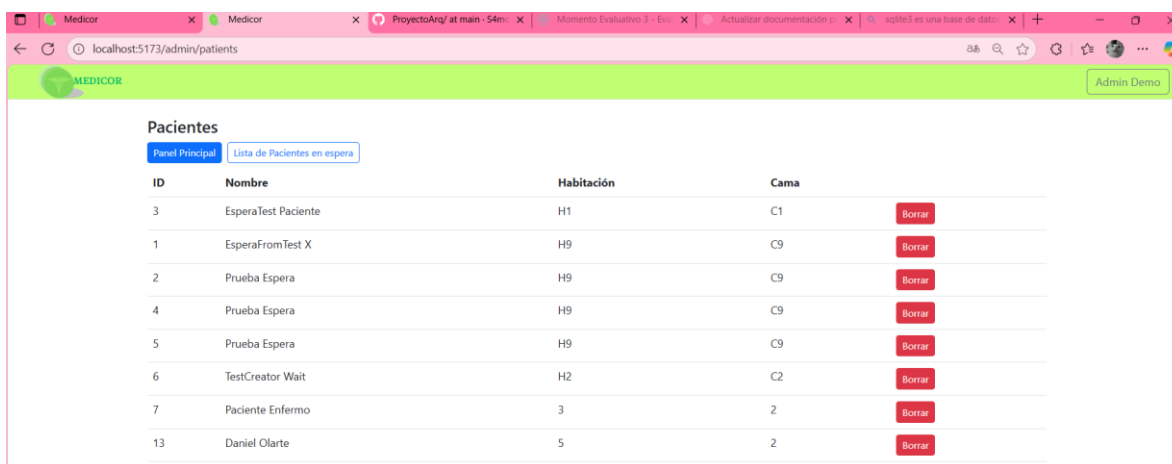 Medicor
Medicor
ProyectoArq/ at main · S4m
Momento Evaluativo 3 - Eva
Actualizar documentación p
sqlite3 es una base de dato
localhost:5173/admin/patients
MEDICOR
Admin Demo
Pacientes
Panel Principal Lista de Pacientes en espera
ID Nombre Habitación Cama
3 EsperaTest Paciente H1 C1 Borrar
1 EsperaFromTest X H9 C9 Borrar
2 Prueba Espera H9 C9 Borrar
4 Prueba Espera H9 C9 Borrar
5 Prueba Espera H9 C9 Borrar
6 TestCreator Wait H2 C2 Borrar
7 Paciente Enfermo 3 2 Borrar
13 Daniel Olarte 5 2 Borrar